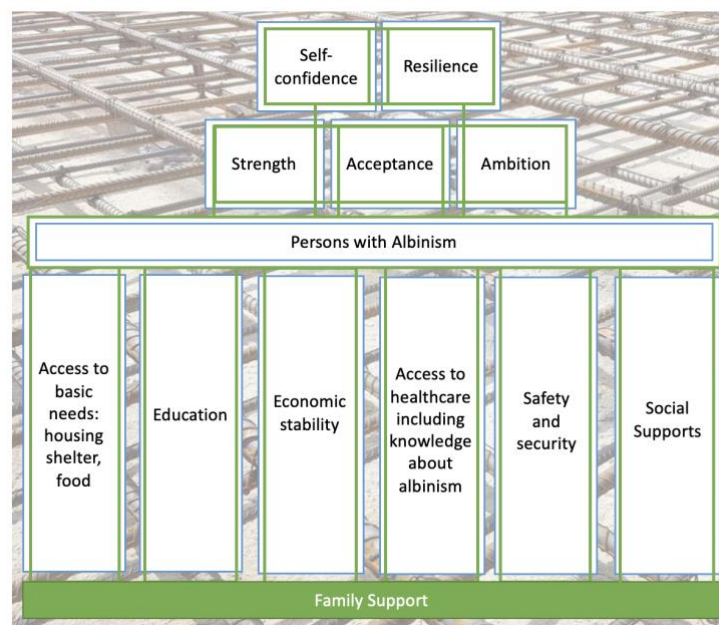 Self-
confidence
Resilience
Strength
Acceptance
Ambition
Persons with Albinism
Access to
basic
needs:
housing
shelter,
food
Education
Economic
stability
Access to
healthcare
including
knowledge
about
albinism
Safety
and
security
Social
Supports
Family Support